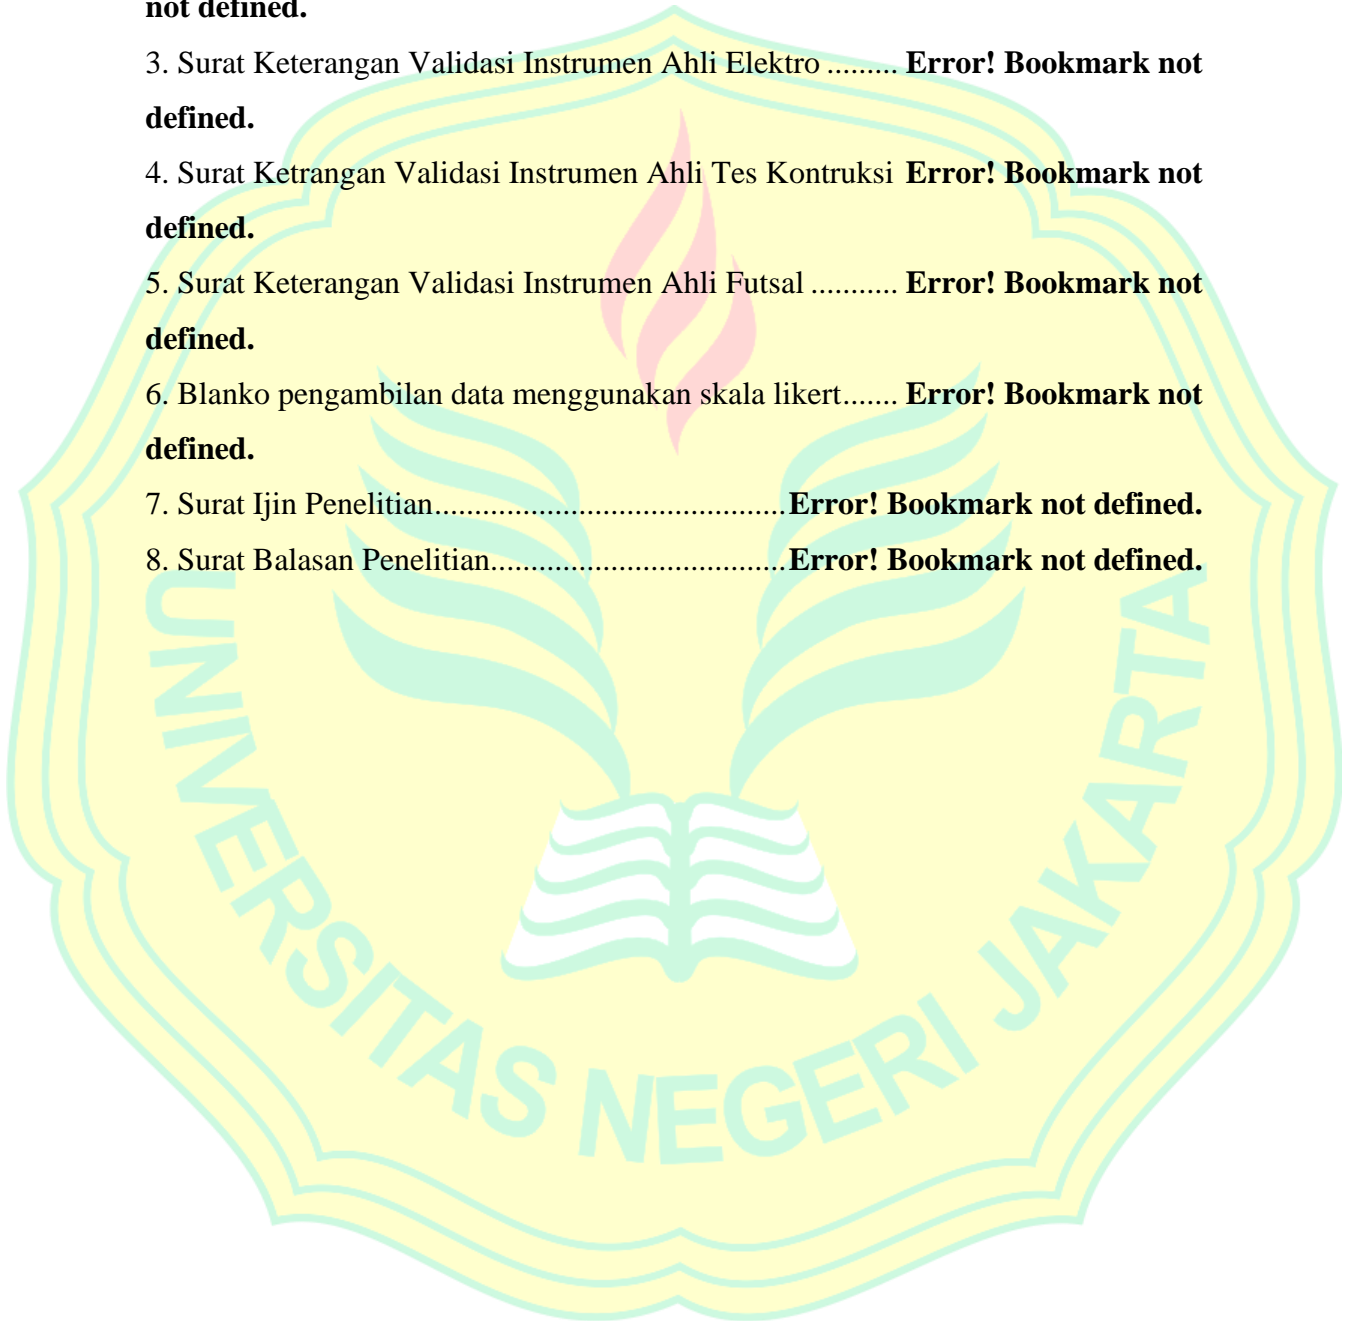 not defined.
3. Surat Keterangan Validasi Instrumen Ahli Elektro ......... Error! Bookmark not
defined.
4. Surat Ketrangan Validasi Instrumen Ahli Tes Kontruksi Error! Bookmark not
defined.
5. Surat Keterangan Validasi Instrumen Ahli Futsal ........... Error! Bookmark not
defined.
6. Blanko pengambilan data menggunakan skala likert....... Error! Bookmark not
defined.
7. Surat Ijin Penelitian............................................Error! Bookmark not defined.
8. Surat Balasan Penelitian.....................................Error! Bookmark not defined.
UNIVERSITAS NEGERI JAKARTA